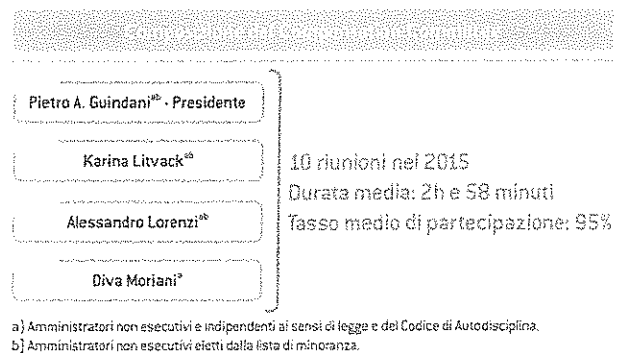 Pietro A. Guindani ab - Presidente
Karina Litvack ab
Alessandro Lorenzi ab
Diva Moriani a
10 riunioni nel 2015
Durata media: 2h e 58 minuti
Tasso medio di partecipazione: 95%
a) Amministratori non esecutivi e indipendenti ai sensi di legge e del Codice di Autodisciplina.
b) Amministratori non esecutivi eletti dalla lista di minoranza.